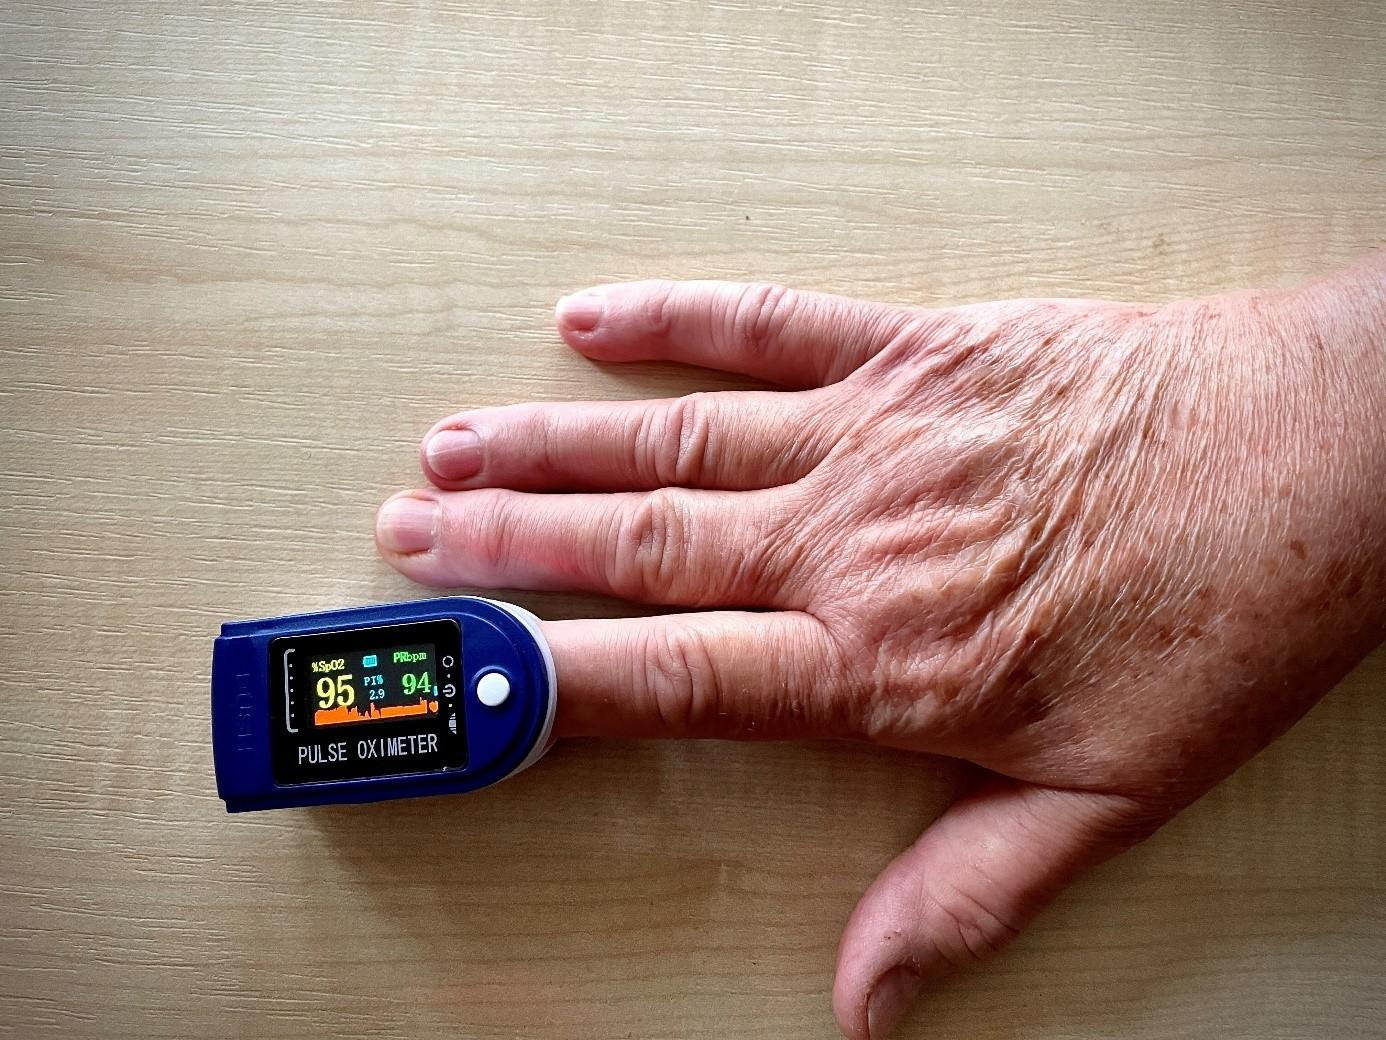 %SpO2 PRbpm
95 PI% 94
2.9
PULSE OXIMETER